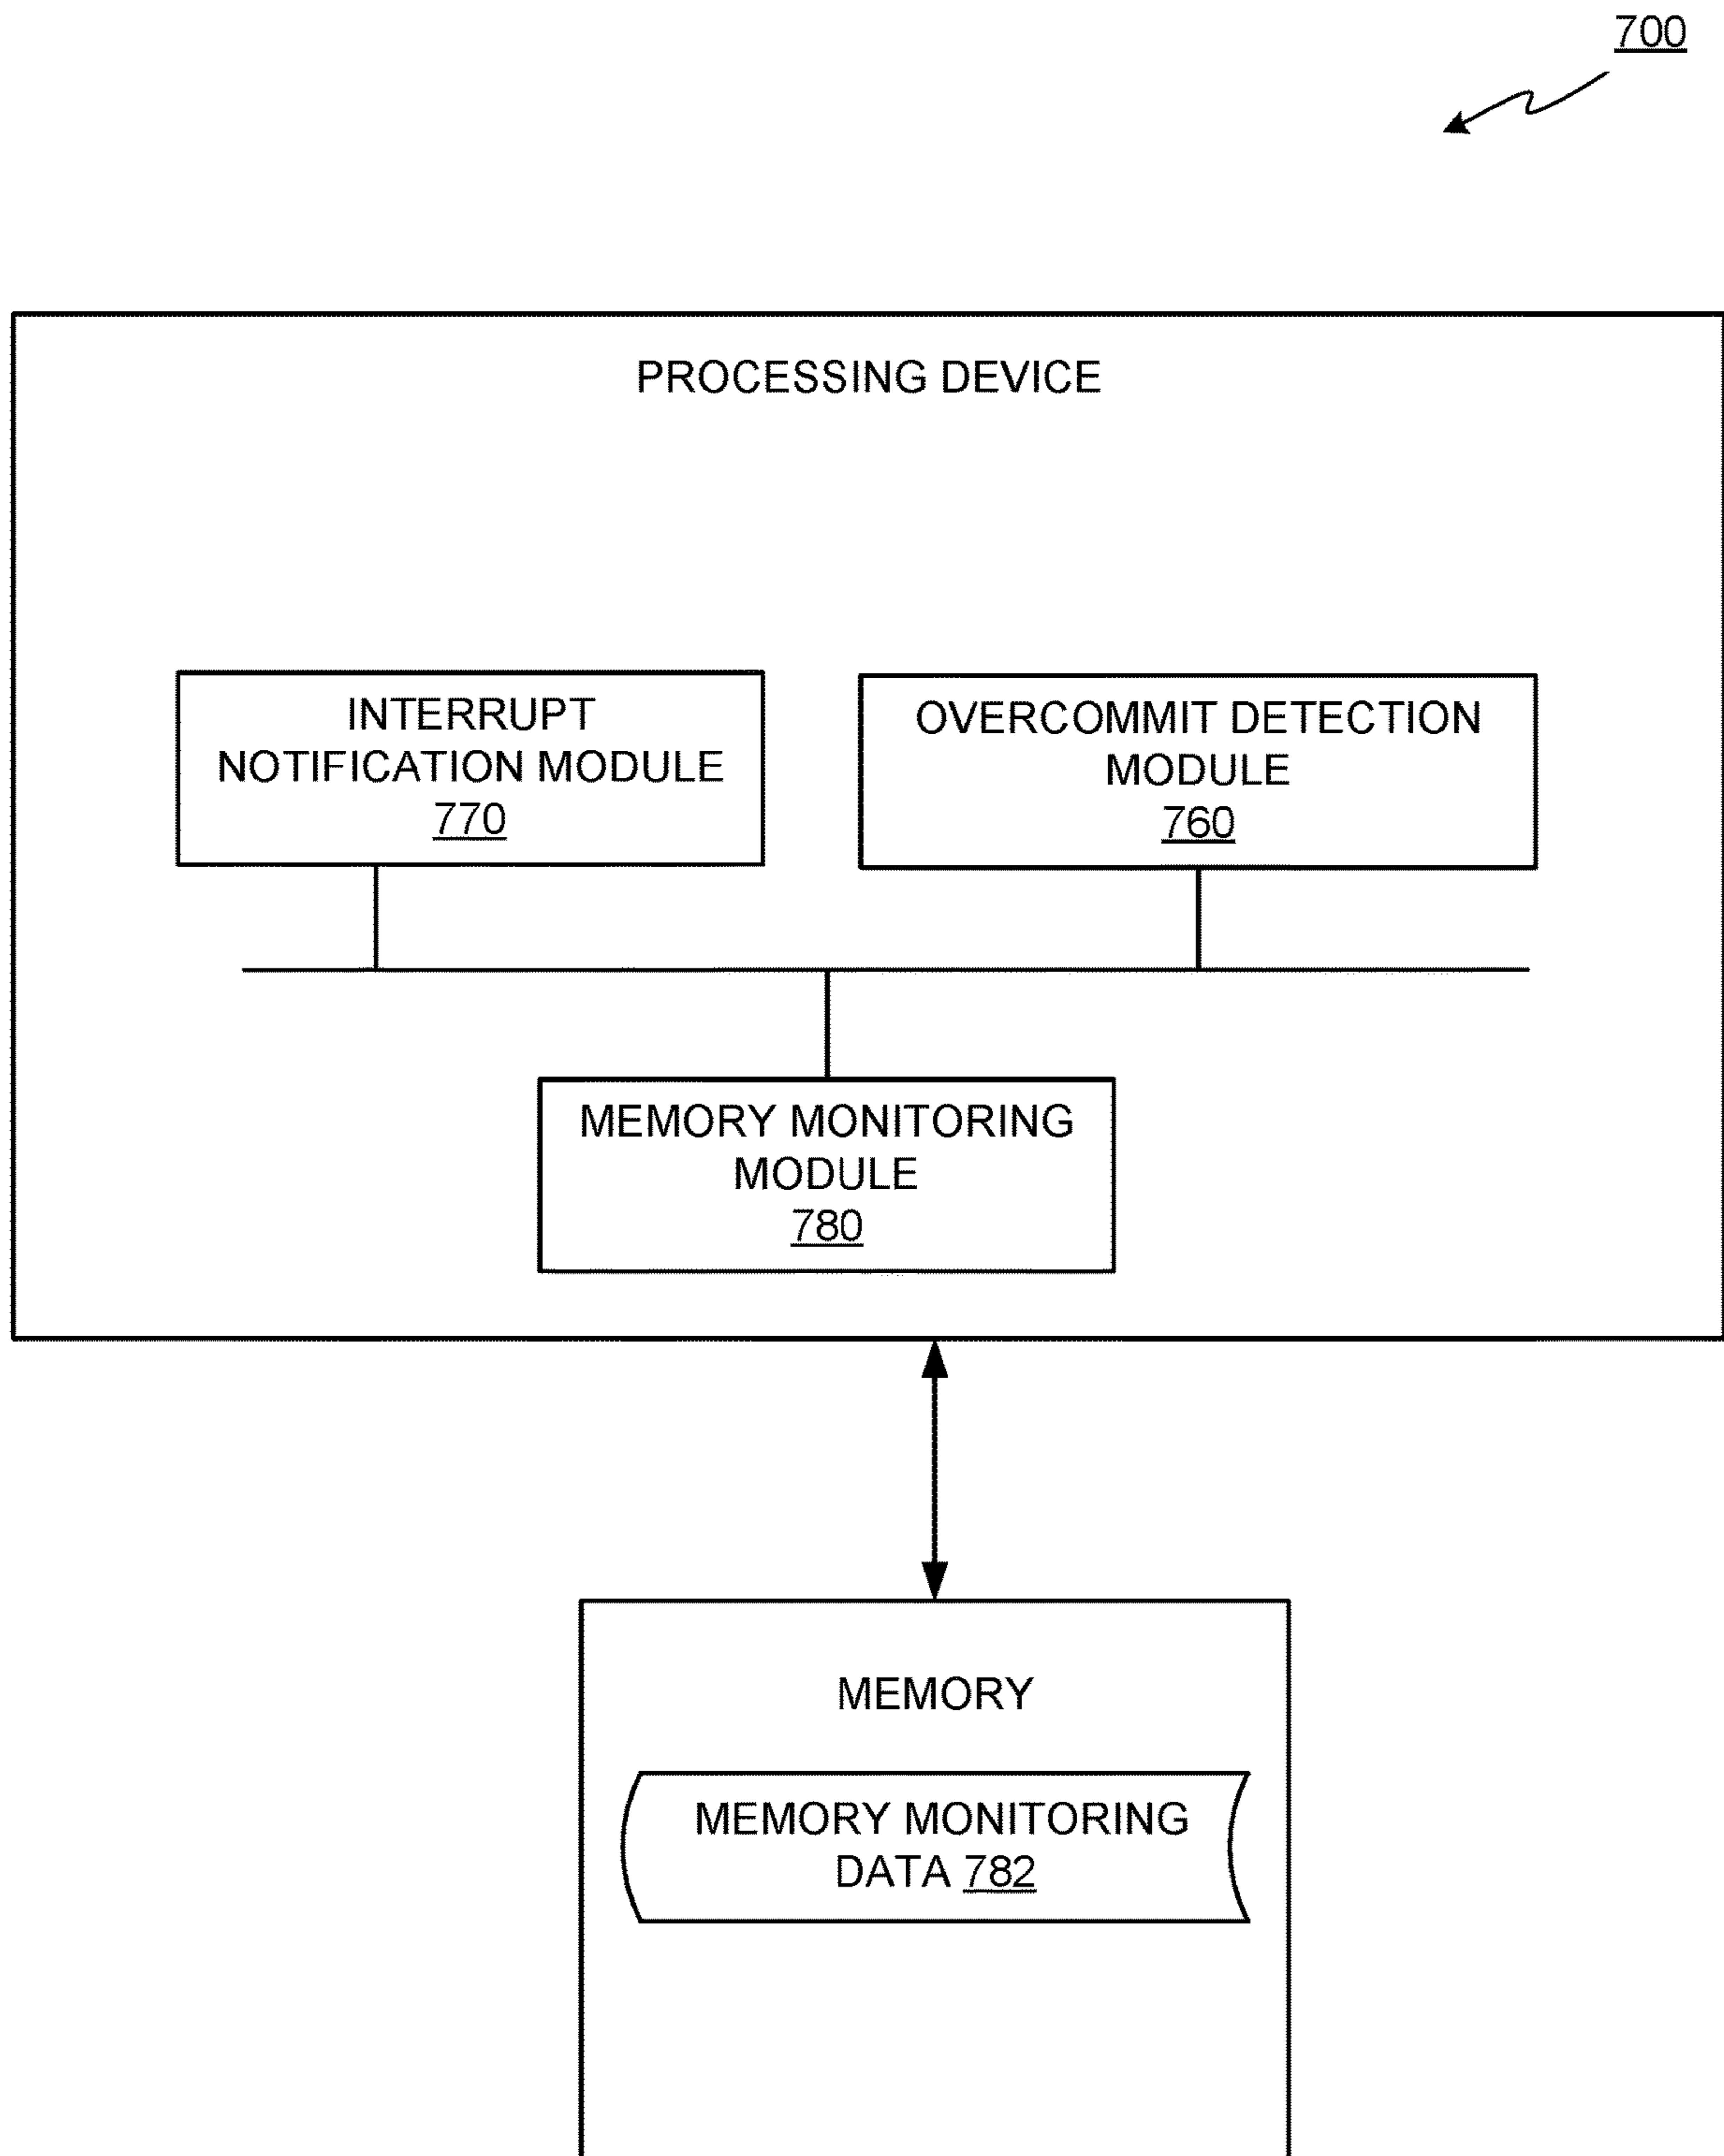 700
PROCESSING DEVICE
INTERRUPT
NOTIFICATION MODULE
770
OVERCOMMIT DETECTION
MODULE
760
MEMORY MONITORING
MODULE
780
MEMORY
MEMORY MONITORING
DATA 782